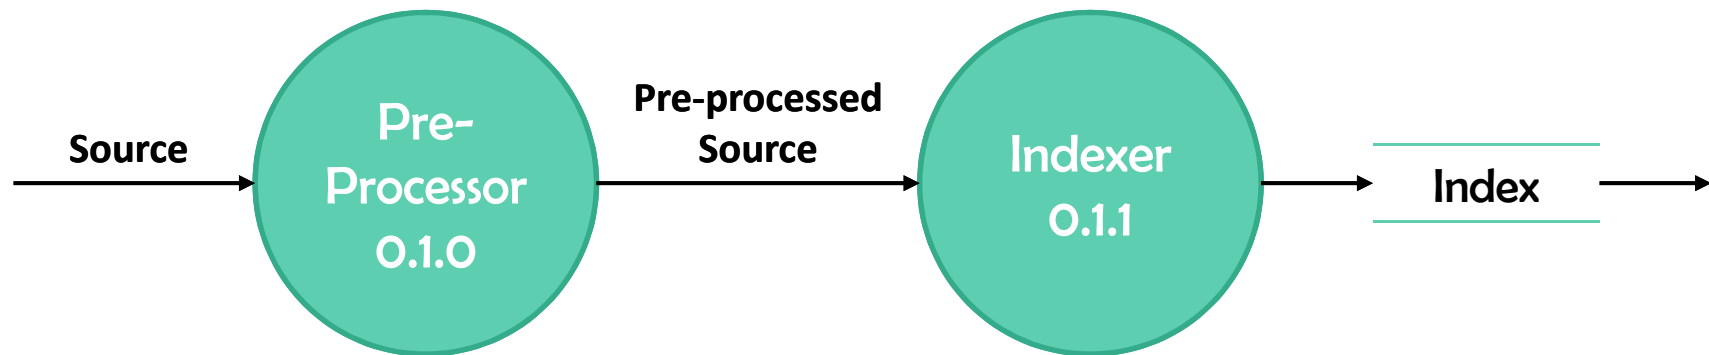 Source
Pre-
Processor
0.1.0
Pre-processed
Source
Indexer
0.1.1
Index